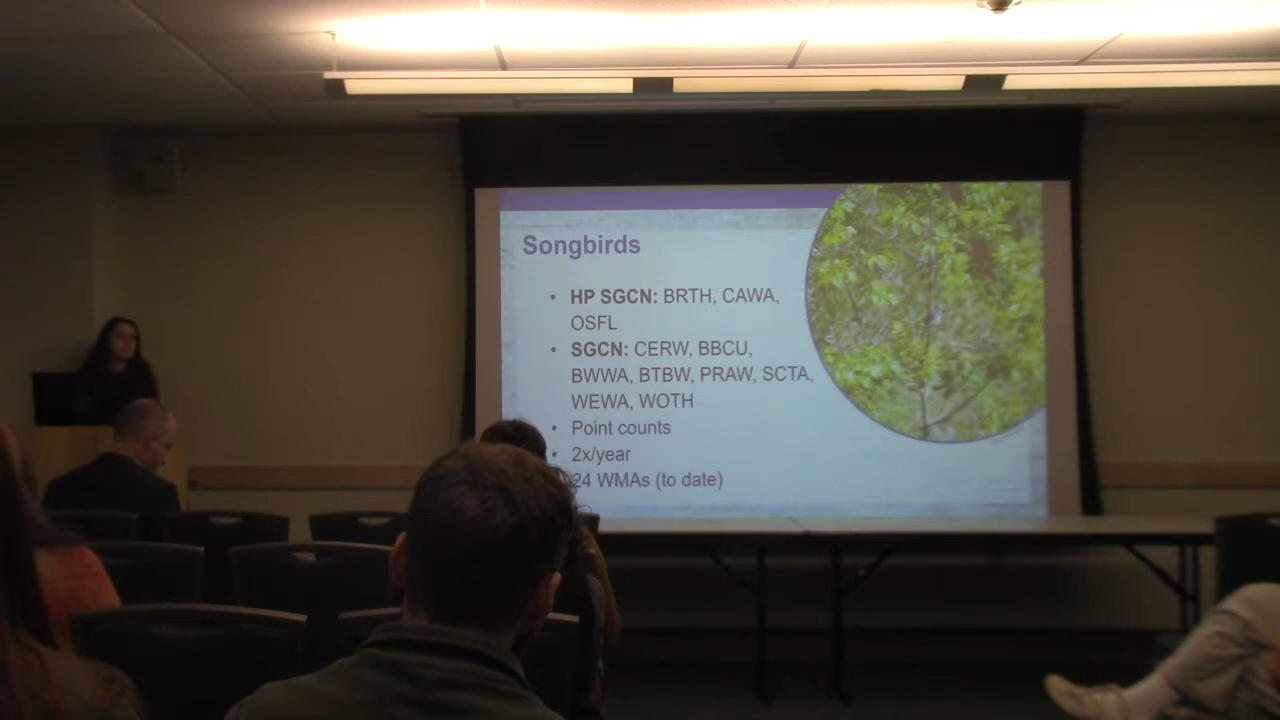 Songbirds
• HP SGCN: BRTH, CAWA,
OSFL
• SGCN: CERW, BBCU,
BWWA, BTBW, PRAW, SCTA,
WEWA, WOTH
• Point counts
• 2x/year
24 WMAs (to date)